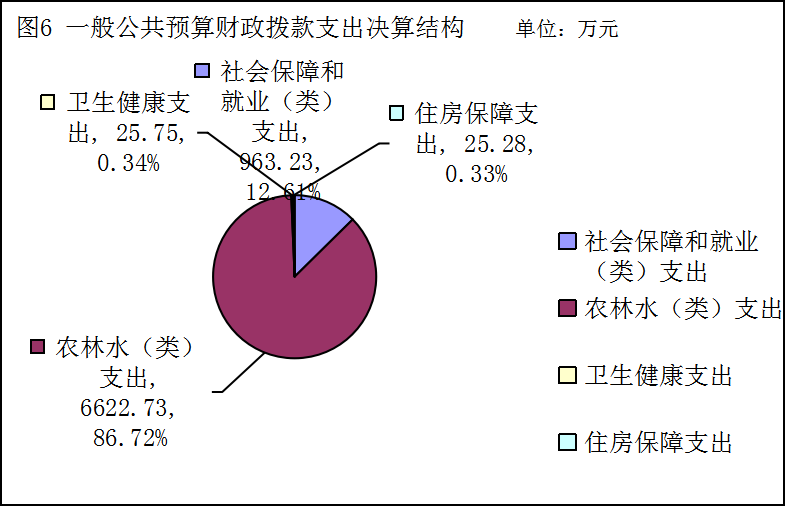 图6 一般公共预算财政拨款支出决算结构 单位：万元
社会保障和
就业（类）
支出,
963.23,
12.61%
卫生健康支
出, 25.75,
0.34%
住房保障支
出, 25.28,
0.33%
农林水（类）
支出,
6622.73,
86.72%
社会保障和就业
（类）支出
农林水（类）支出
卫生健康支出
住房保障支出